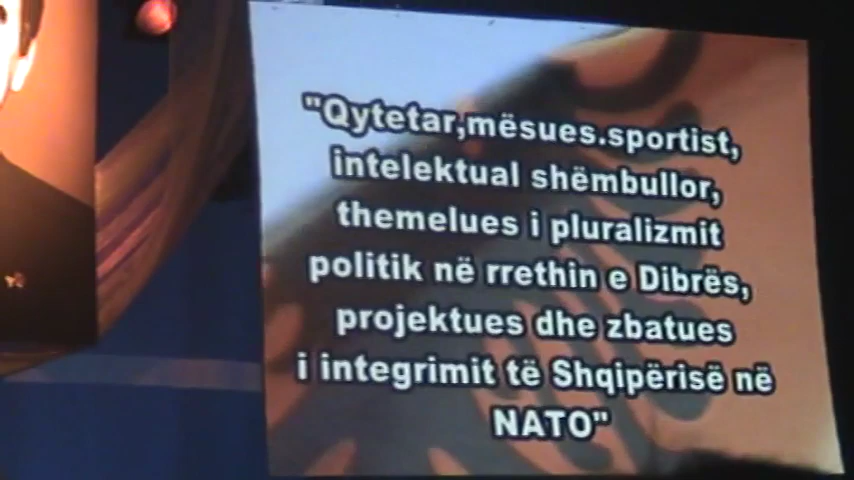 "Qytetar,mësues.sportist,
intelektual shëmbullor,
themelues i pluralizmit
politik në rrethin e Dibrës,
projektues dhe zbatues
i integrimit të Shqipërisë në
NATO"